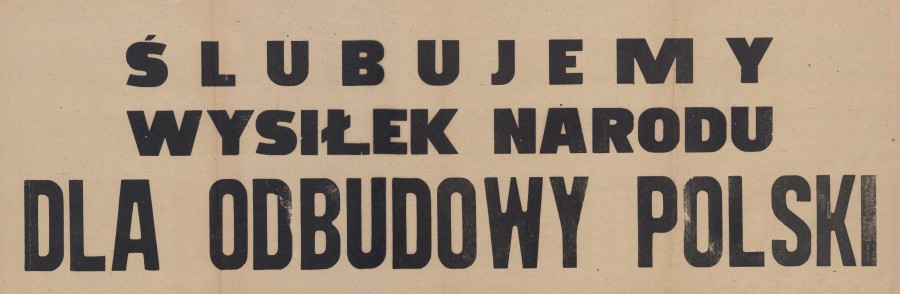 ŚLUBUJEMY
WYSIŁEK NARODU
DLA ODBUDOWY POLSKI